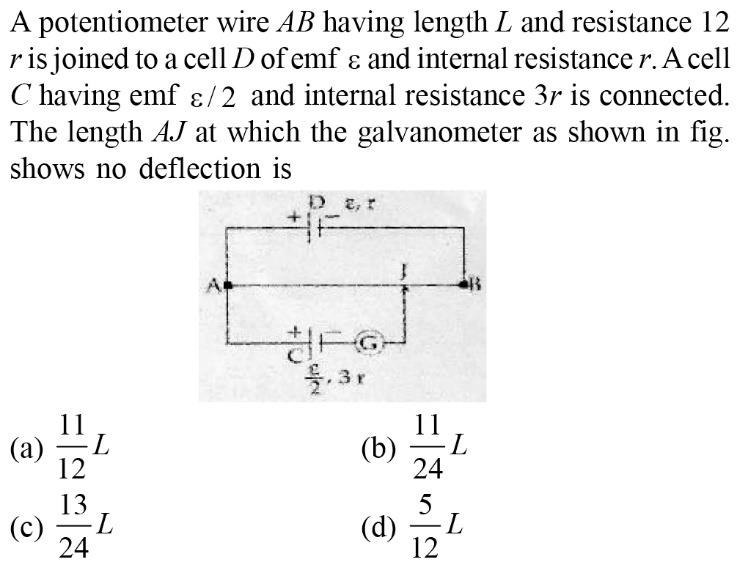 A potentiometer wire AB having length L and resistance 12
r is joined to a cell D of emf ε and internal resistance r. A cell
C having emf ε/2 and internal resistance 3r is connected.
The length AJ at which the galvanometer as shown in fig.
shows no deflection is
D ε, r
+ −
A J B
+ −
C G
ε/2, 3 r
(a) 11/12 L (b) 11/24 L
(c) 13/24 L (d) 5/12 L